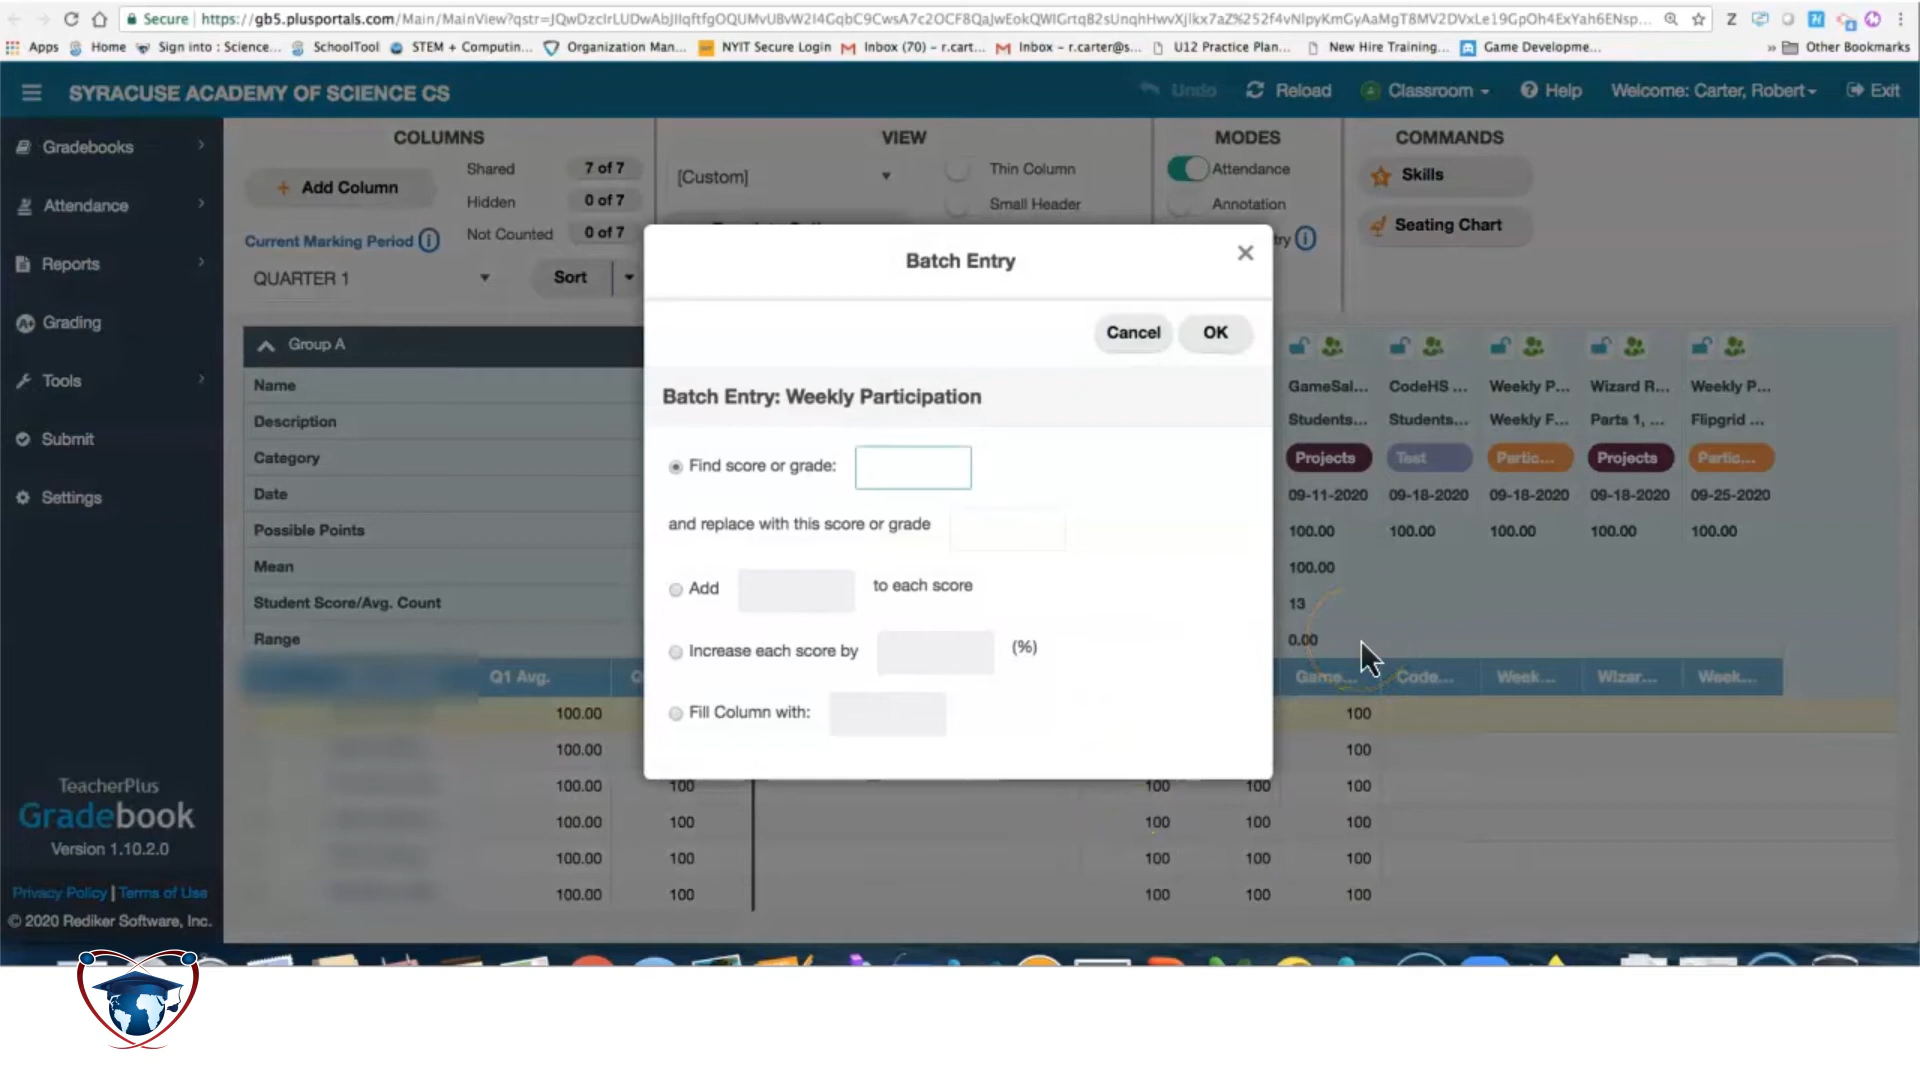 Secure
Apps
Home
Sign into : Science...
SchoolTool
STEM + Computin...
Organization Man...
NYIT Secure Login
Inbox (70) – r.cart...
Inbox – r.carter@s...
U12 Practice Plan...
New Hire Training...
Game Developme...
»
Other Bookmarks
SYRACUSE ACADEMY OF SCIENCE CS
Undo
Reload
Classroom
Help
Welcome: Carter, Robert
Exit
Gradebooks
Attendance
Reports
Grading
Tools
Submit
Settings
TeacherPlus
Gradebook
Version 1.10.2.0
Privacy Policy | Terms of Use
© 2020 Rediker Software, Inc.
COLUMNS
+ Add Column
Shared 7 of 7
Hidden 0 of 7
Not Counted 0 of 7
Current Marking Period
QUARTER 1
Sort
VIEW
[Custom]
Thin Column
Small Header
MODES
Attendance
Annotation
try
COMMANDS
Skills
Seating Chart
Batch Entry
×
Cancel
OK
Batch Entry: Weekly Participation
Find score or grade:
and replace with this score or grade
Add to each score
Increase each score by (%)
Fill Column with:
Group A
Name GameSal... CodeHS ... Weekly P... Wizard R... Weekly P...
Description Students... Students... Weekly F... Parts 1, ... Flipgrid ...
Category Projects Test Partic... Projects Partic...
Date 09-11-2020 09-18-2020 09-18-2020 09-18-2020 09-25-2020
Possible Points 100.00 100.00 100.00 100.00 100.00
Mean 100.00
Student Score/Avg. Count 13
Range 0.00
Q1 Avg. Q Game... Code... Week... Wizar... Week...
100.00 100
100.00 100
100 100 100 100
100.00 100 100 100 100
100.00 100 100 100 100
100.00 100 100 100 100